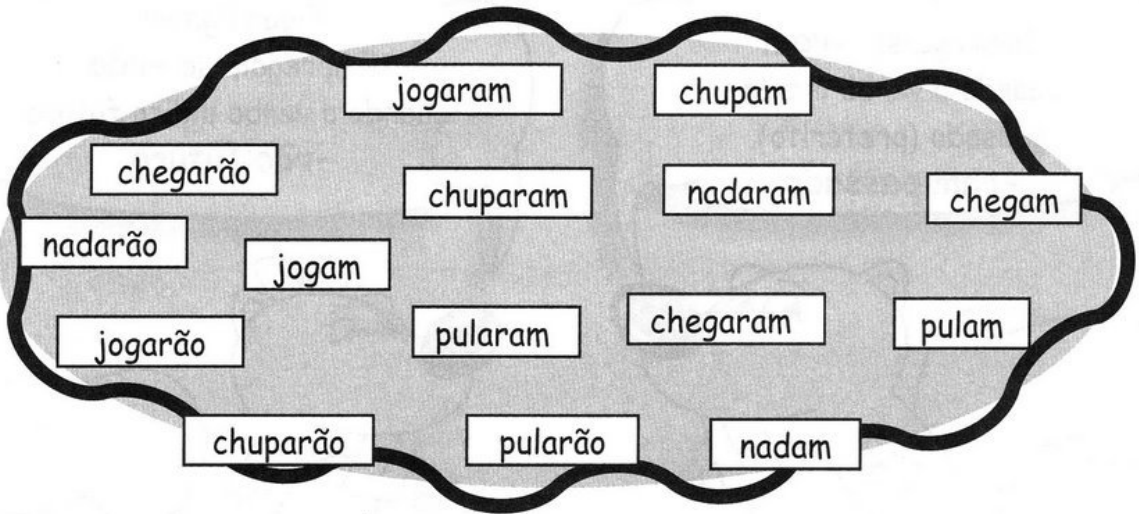 jogaram
chupam
chegarão
chuparam
nadaram
chegam
nadarão
jogam
jogarão
pularam
chegaram
pulam
chuparão
pularão
nadam